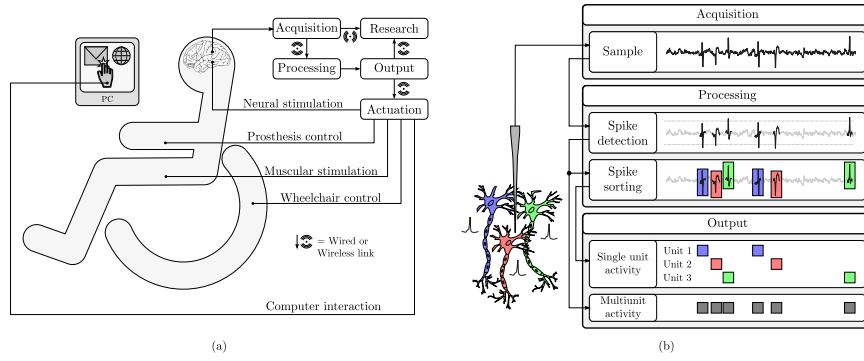 Acquisition
Research
Processing
Output
Actuation
PC
Neural stimulation
Prosthesis control
Muscular stimulation
Wheelchair control
= Wired or
Wireless link
Computer interaction
(a)
Acquisition
Sample
Processing
Spike
detection
Spike
sorting
Output
Single unit
activity
Unit 1
Unit 2
Unit 3
Multiunit
activity
(b)